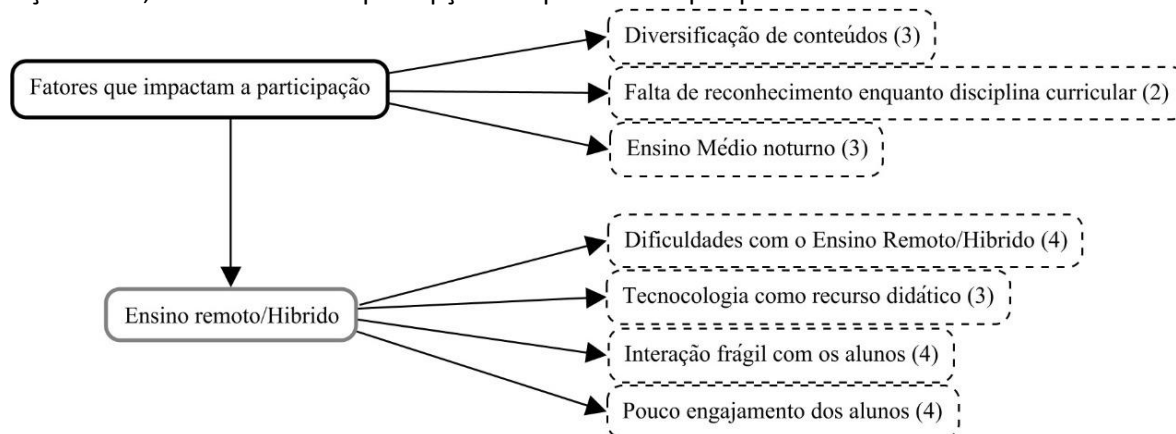 Diversificação de conteúdos (3)
Fatores que impactam a participação
Falta de reconhecimento enquanto disciplina curricular (2)
Ensino Médio noturno (3)
Dificuldades com o Ensino Remoto/Hibrido (4)
Tecnocologia como recurso didático (3)
Ensino remoto/Hibrido
Interação frágil com os alunos (4)
Pouco engajamento dos alunos (4)